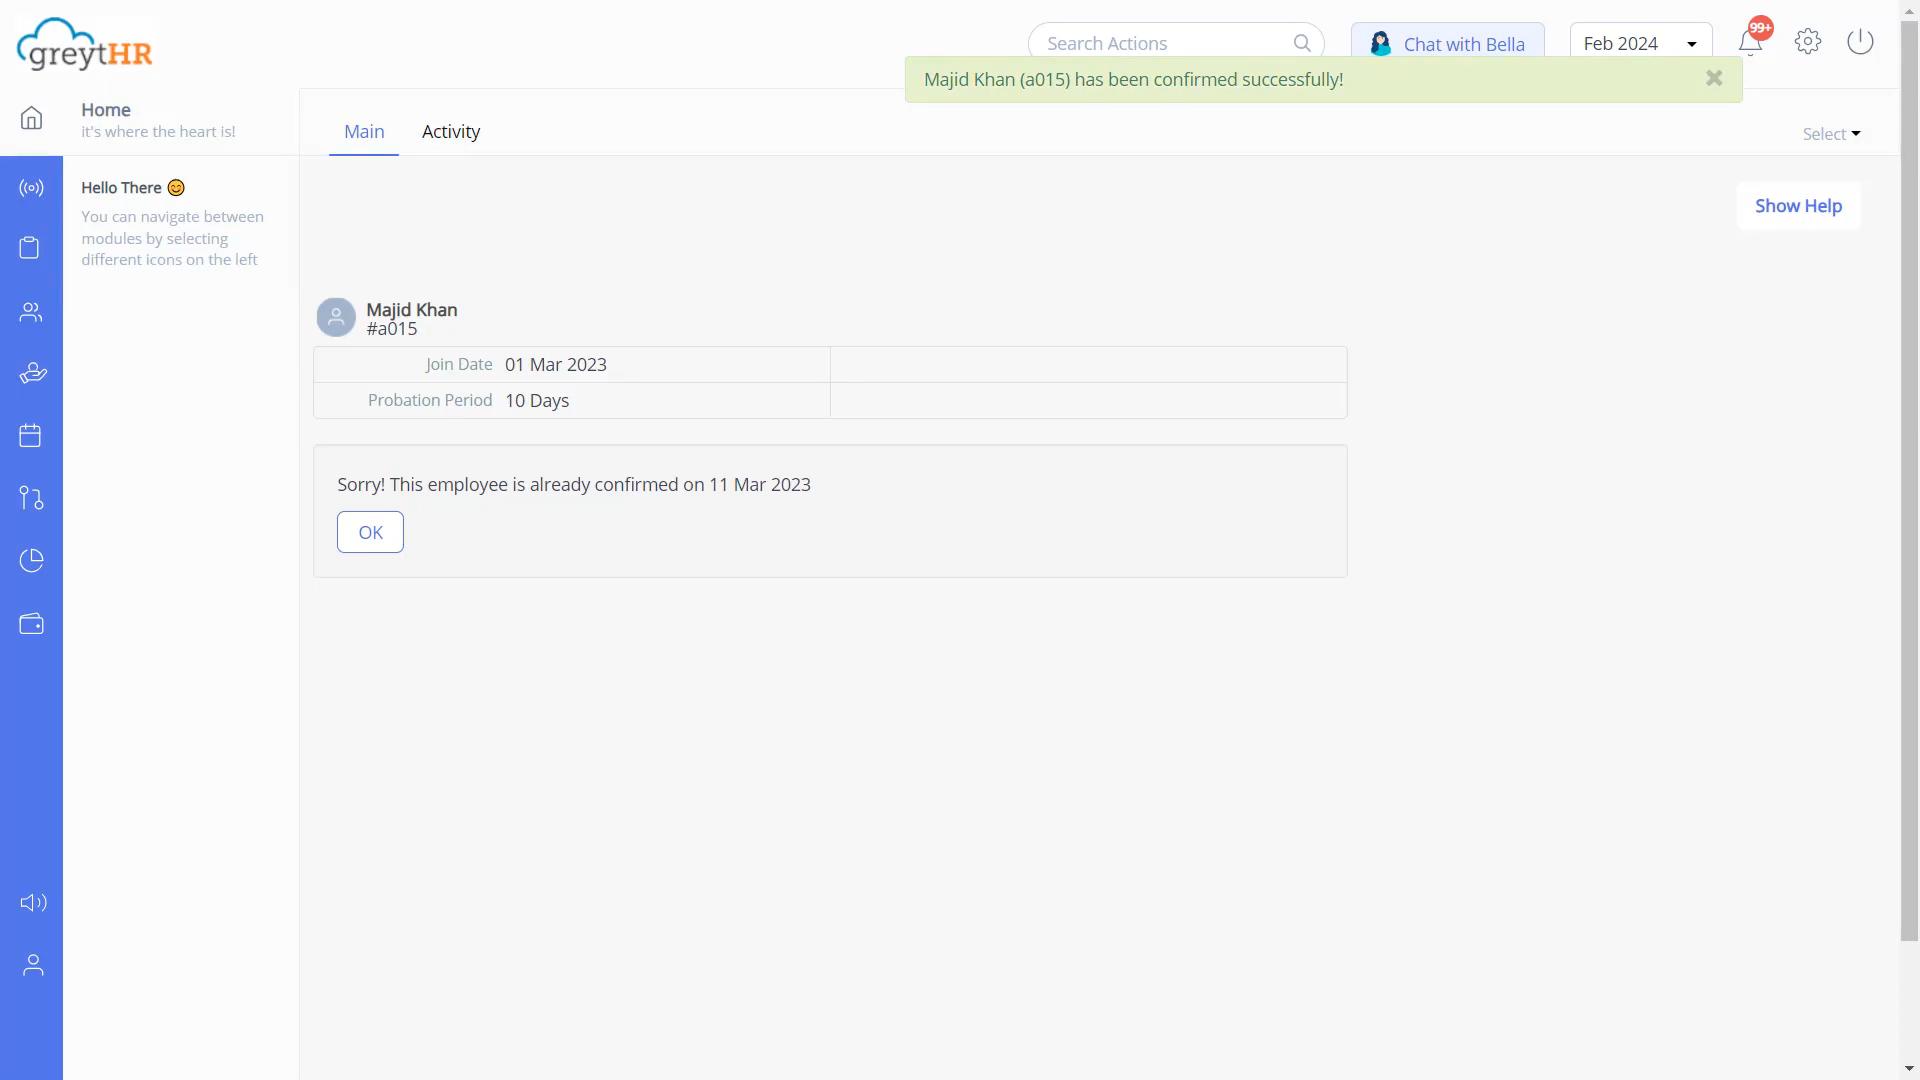 greytHR
Search Actions
Chat with Bella
Feb 2024
99+
Majid Khan (a015) has been confirmed successfully!
Home
it's where the heart is!
Main
Activity
Select
Hello There
You can navigate between
modules by selecting
different icons on the left
Show Help
Majid Khan
#a015
Join Date 01 Mar 2023
Probation Period 10 Days
Sorry! This employee is already confirmed on 11 Mar 2023
OK